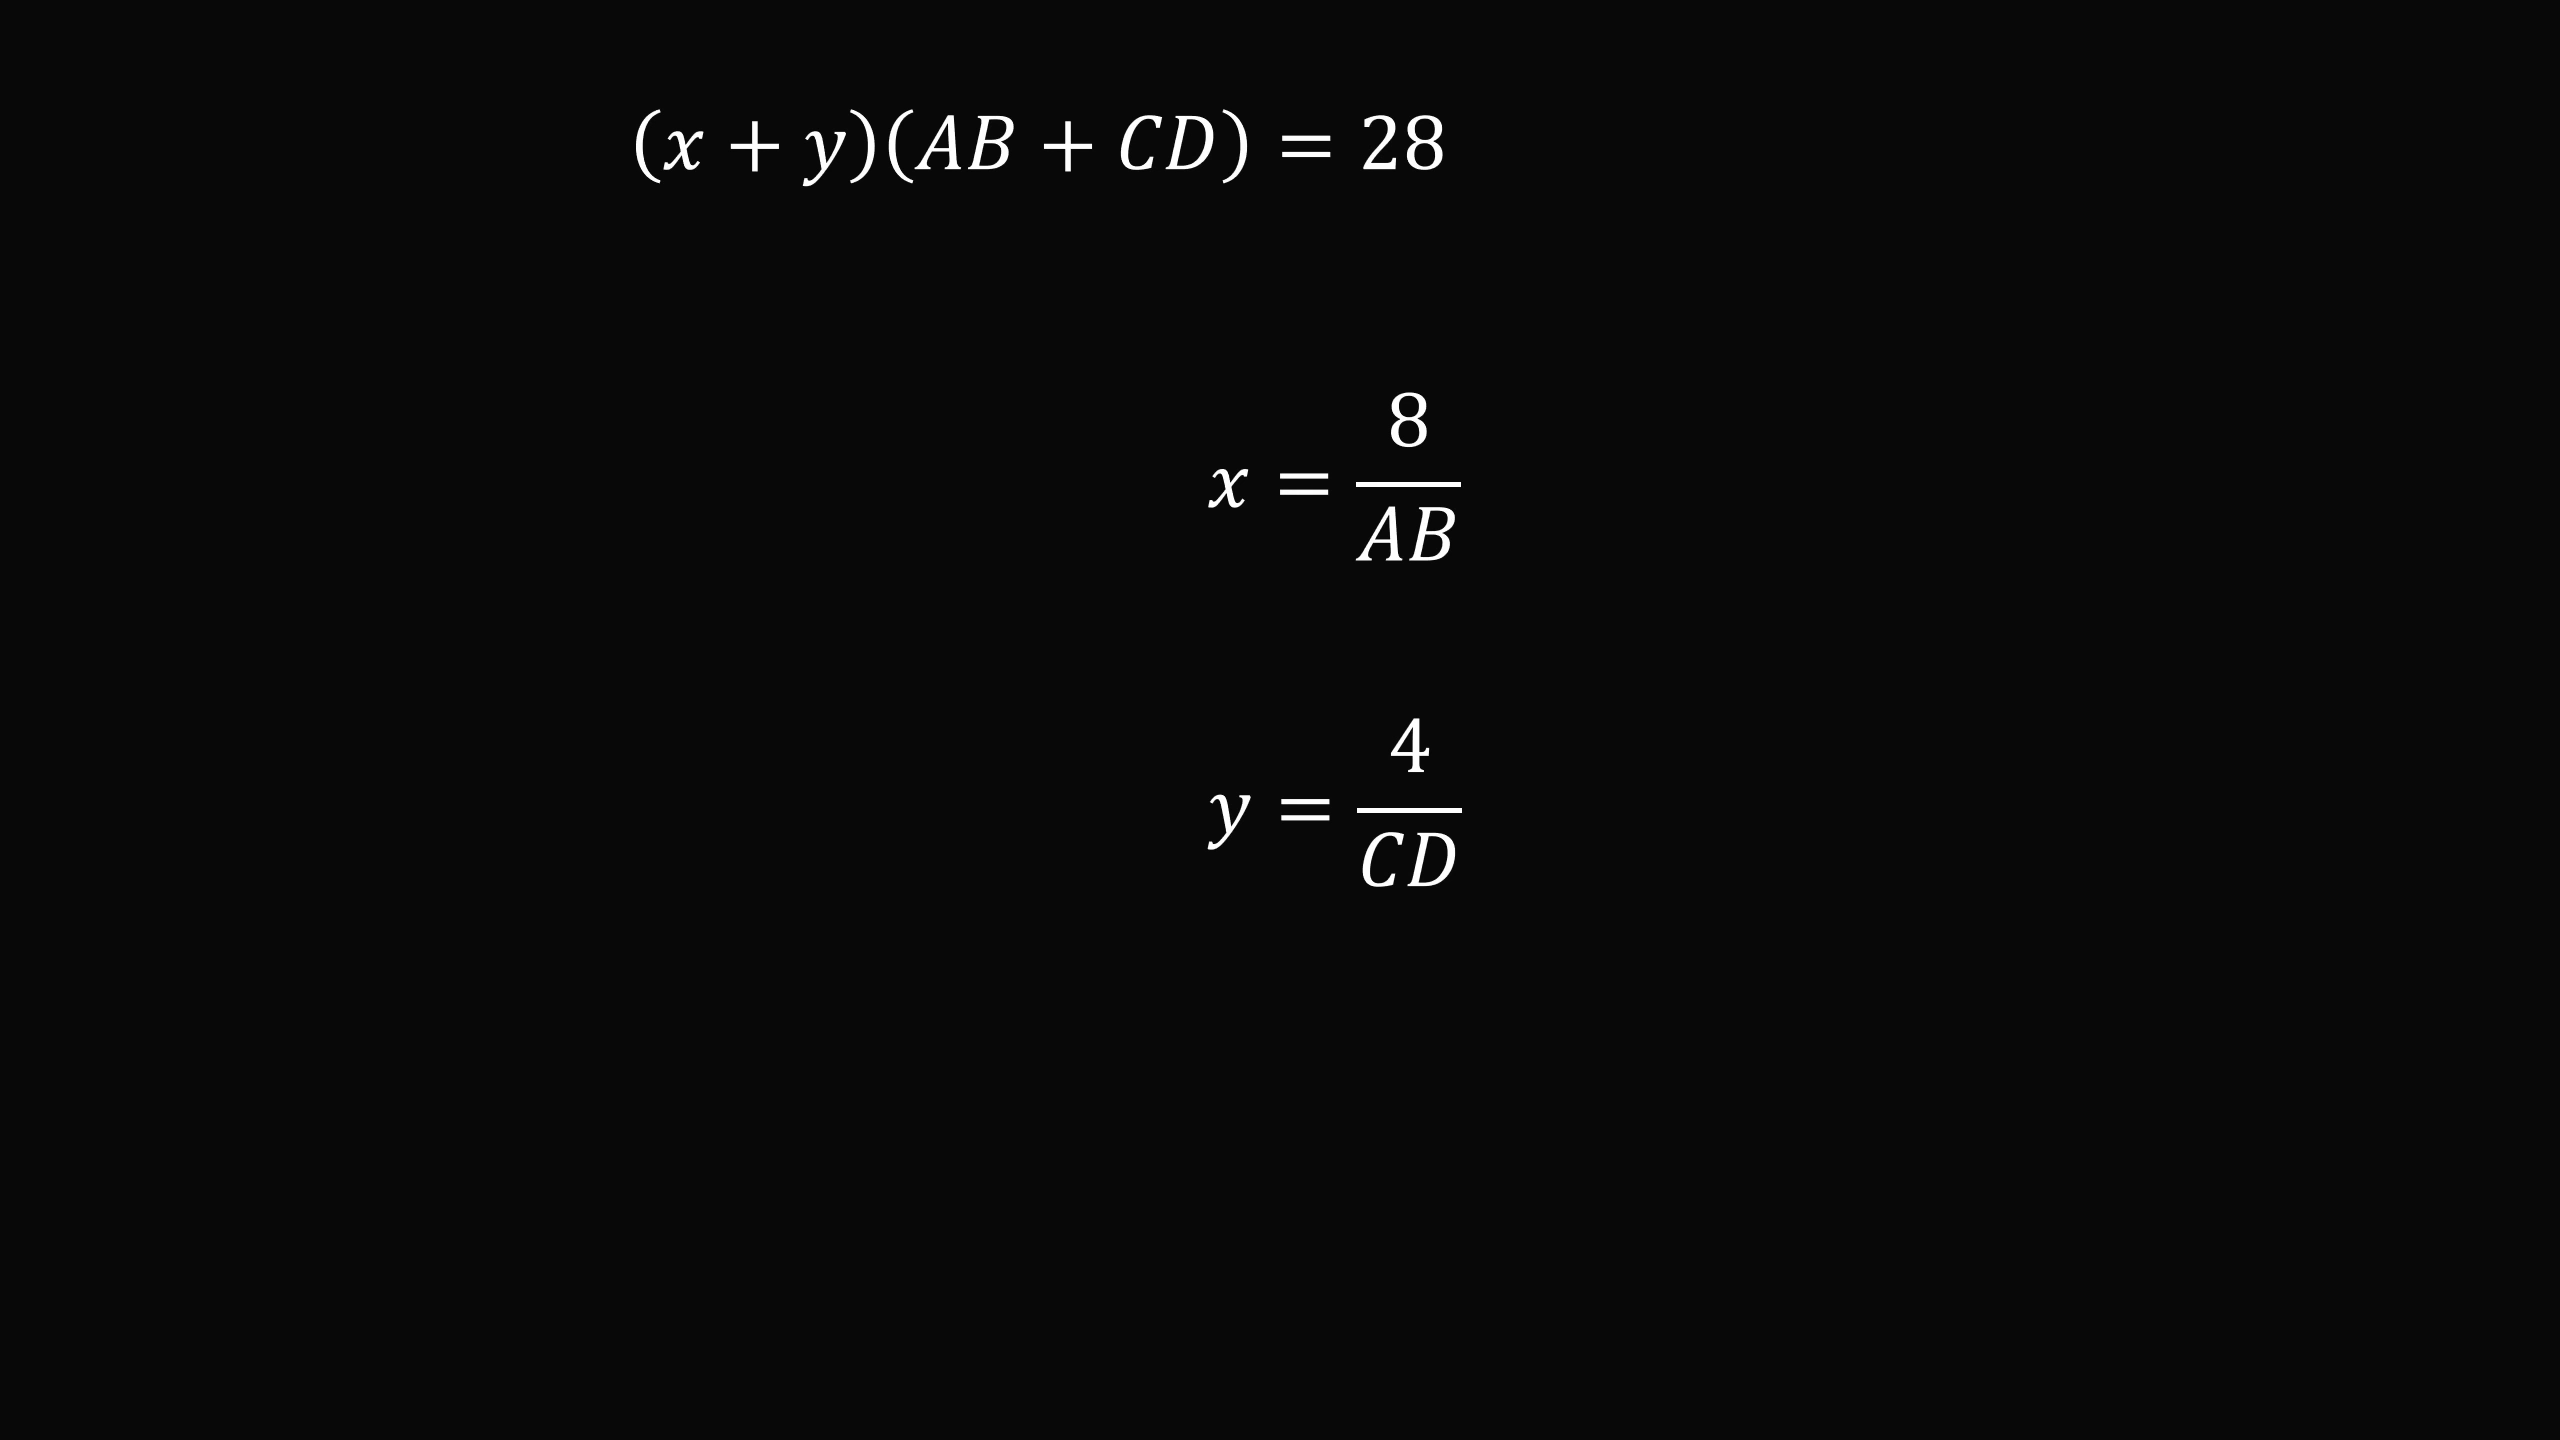 (x + y)(AB + CD) = 28
x = 8/AB
y = 4/CD